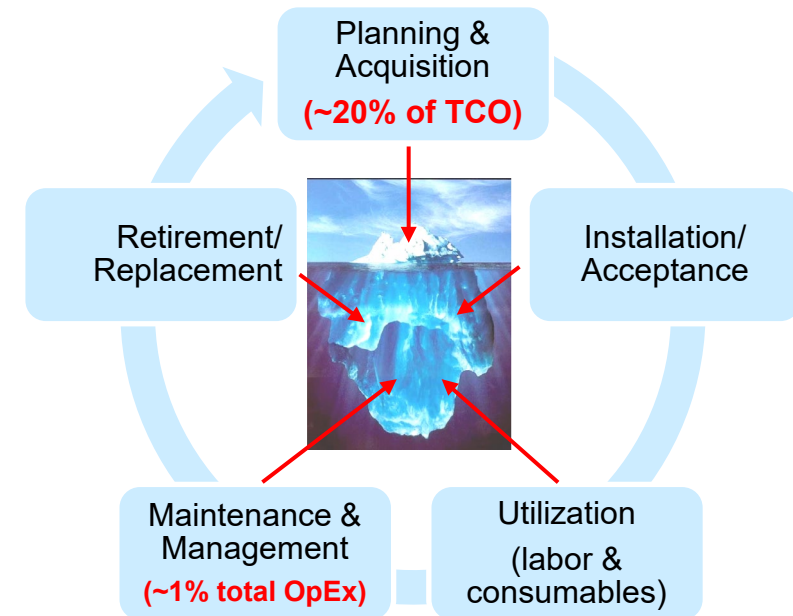 Planning &
Acquisition
(~20% of TCO)
Retirement/
Replacement
Installation/
Acceptance
Maintenance &
Management
(~1% total OpEx)
Utilization
(labor &
consumables)